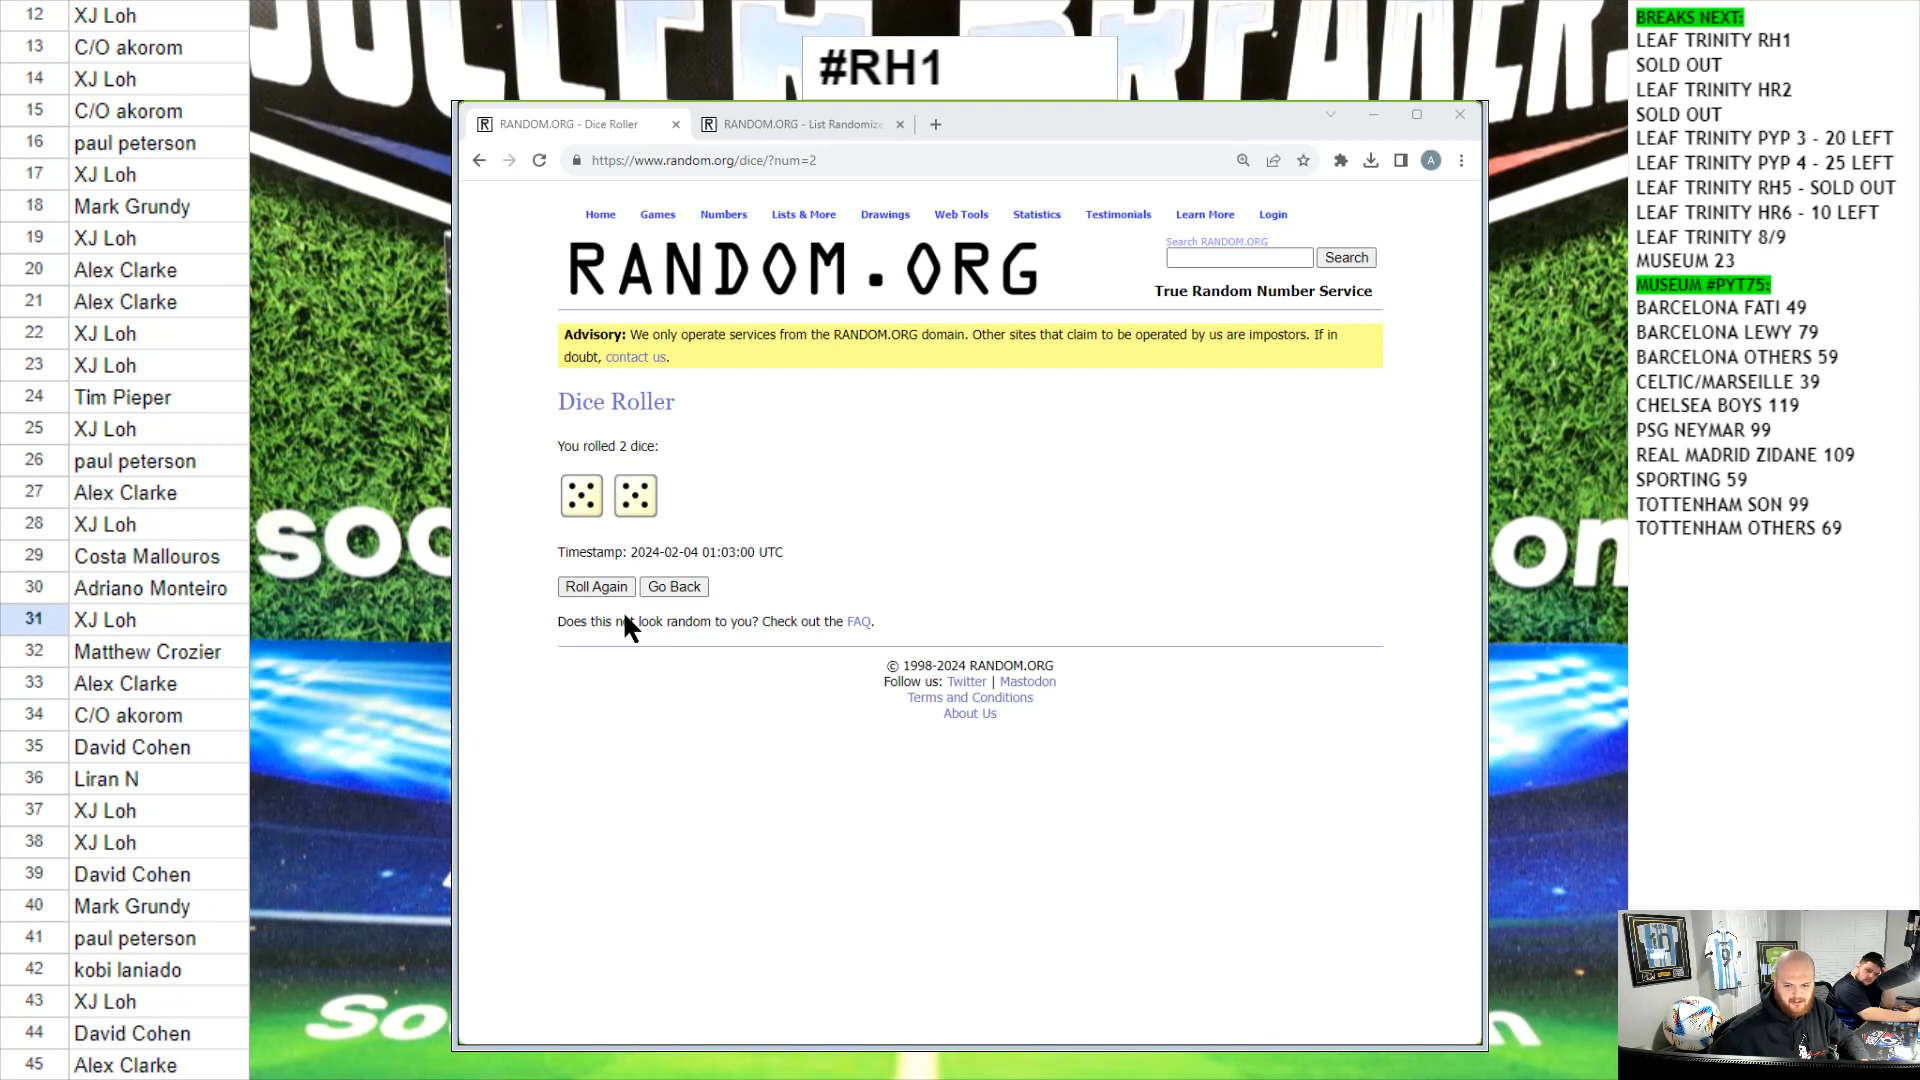 12 XJ Loh
13 C/O akorom
14 XJ Loh
15 C/O akorom
16 paul peterson
17 XJ Loh
18 Mark Grundy
19 XJ Loh
20 Alex Clarke
21 Alex Clarke
22 XJ Loh
23 XJ Loh
24 Tim Pieper
25 XJ Loh
26 paul peterson
27 Alex Clarke
28 XJ Loh
29 Costa Mallouros
30 Adriano Monteiro
31 XJ Loh
32 Matthew Crozier
33 Alex Clarke
34 C/O akorom
35 David Cohen
36 Liran N
37 XJ Loh
38 XJ Loh
39 David Cohen
40 Mark Grundy
41 paul peterson
42 kobi laniado
43 XJ Loh
44 David Cohen
45 Alex Clarke
#RH1
RANDOM.ORG - Dice Roller
RANDOM.ORG - List Randomize
https://www.random.org/dice/?num=2
A
Home Games Numbers Lists & More Drawings Web Tools Statistics Testimonials Learn More Login
RANDOM.ORG
Search RANDOM.ORG
Search
True Random Number Service
Advisory: We only operate services from the RANDOM.ORG domain. Other sites that claim to be operated by us are impostors. If in
doubt, contact us.
Dice Roller
You rolled 2 dice:
Timestamp: 2024-02-04 01:03:00 UTC
Roll Again Go Back
Does this not look random to you? Check out the FAQ.
© 1998-2024 RANDOM.ORG
Follow us: Twitter | Mastodon
Terms and Conditions
About Us
BREAKS NEXT:
LEAF TRINITY RH1
SOLD OUT
LEAF TRINITY HR2
SOLD OUT
LEAF TRINITY PYP 3 - 20 LEFT
LEAF TRINITY PYP 4 - 25 LEFT
LEAF TRINITY RH5 - SOLD OUT
LEAF TRINITY HR6 - 10 LEFT
LEAF TRINITY 8/9
MUSEUM 23
MUSEUM #PYT75:
BARCELONA FATI 49
BARCELONA LEWY 79
BARCELONA OTHERS 59
CELTIC/MARSEILLE 39
CHELSEA BOYS 119
PSG NEYMAR 99
REAL MADRID ZIDANE 109
SPORTING 59
TOTTENHAM SON 99
TOTTENHAM OTHERS 69